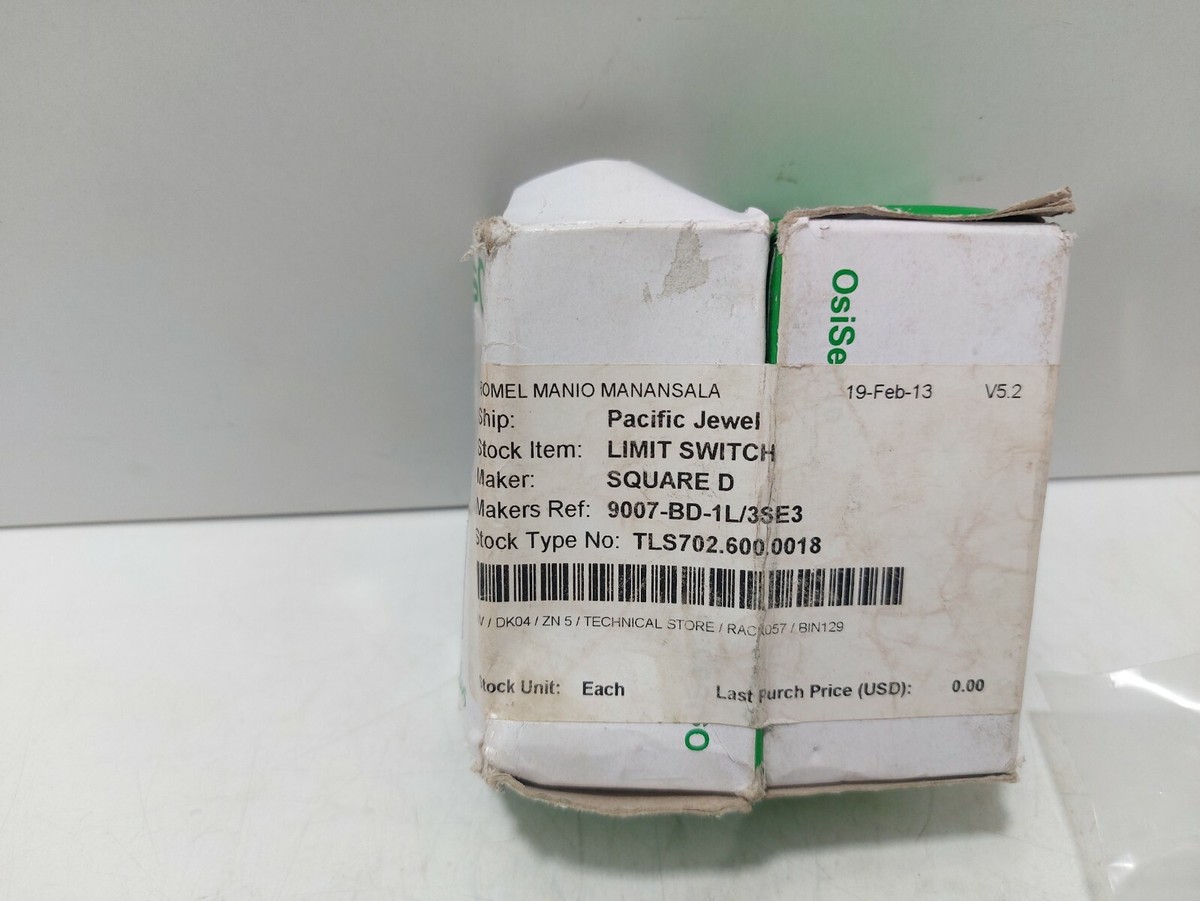 OsiSe
OMEL MANIO MANANSALA 19-Feb-13 V5.2
Ship: Pacific Jewel
Stock Item: LIMIT SWITCH
Maker: SQUARE D
Makers Ref: 9007-BD-1L/3SE3
Stock Type No: TLS702.600.0018
/ DK04 / ZN 5 / TECHNICAL STORE / RAC 057 / BIN129
Stock Unit: Each Last purch Price (USD): 0.00